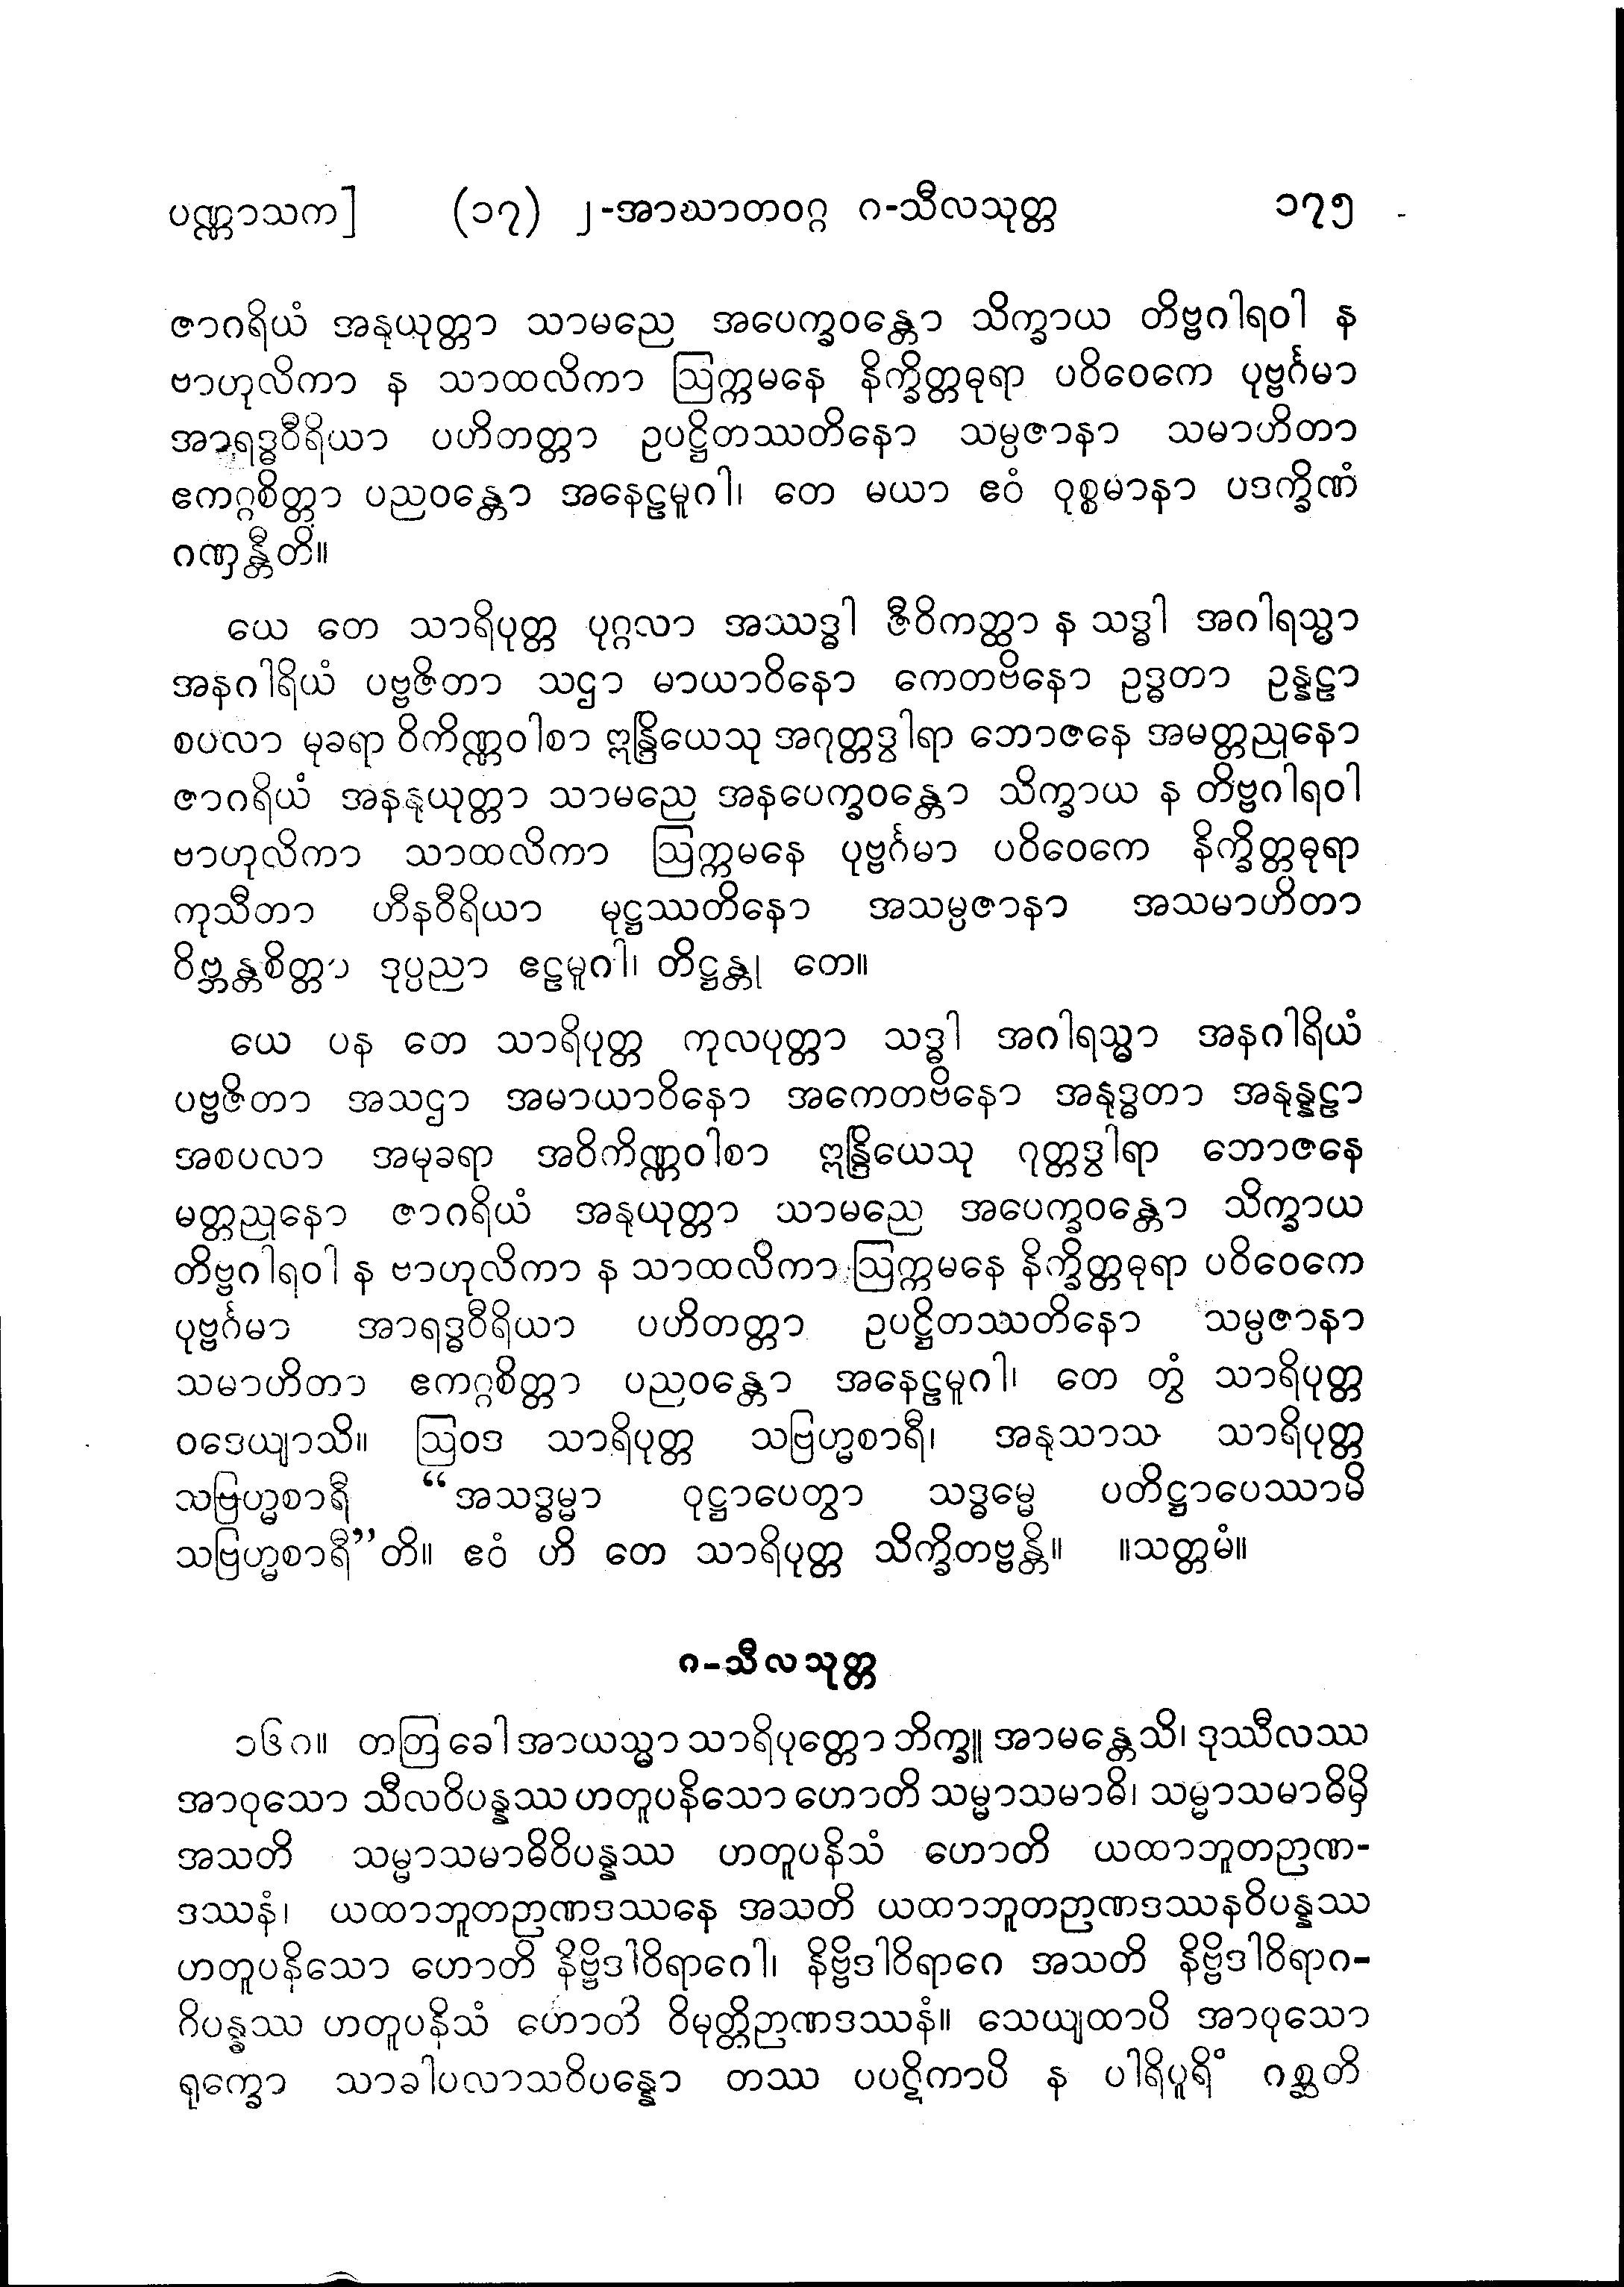 ပဏ္ဏာသက] (၁၇) ၂-အာဃာတဝဂ္ဂ ဂ-သီလသုတ္တ ၁၇၅
ဇာဂရိယံ အနုယုတ္တာ သာမညေ အပေက္ခဝန္တော သိက္ခာယ တိဗ္ဗဂါရဝါ န
ဗာဟုလိကာ န သာထလိကာ ဩက္ကမနေ နိက္ခိတ္တဓုရာ ပဝိဝေကေ ပုဗ္ဗင်္ဂမာ
အာရဒ္ဓဝီရိယာ ပဟိတတ္တာ ဥပဋ္ဌိတဿတိနော သမ္ပဇာနာ သမာဟိတာ
ဧကဂ္ဂစိတ္တာ ပညဝန္တော အနေဠမူဂါ၊ တေ မယာ ဧဝံ ဝုစ္စမာနာ ပဒက္ခိဏံ
ဂဏှန္တီတိ။
ယေ တေ သာရိပုတ္တ ပုဂ္ဂလာ အဿဒ္ဓါ ဇီဝိကတ္ထာ န သဒ္ဓါ အဂါရသ္မာ
အနဂါရိယံ ပဗ္ဗဇိတာ သဌာ မာယာဝိနော ကေတဗိနော ဥဒ္ဓတာ ဥန္နဠာ
စပလာ မုခရာ ဝိကိဏ္ဏဝါစာ ဣန္ဒြိယေသု အဂုတ္တဒွါရာ ဘောဇနေ အမတ္တညုနော
ဇာဂရိယံ အနနုယုတ္တာ သာမညေ အနပေက္ခဝန္တော သိက္ခာယ န တိဗ္ဗဂါရဝါ
ဗာဟုလိကာ သာထလိကာ ဩက္ကမနေ ပုဗ္ဗင်္ဂမာ ပဝိဝေကေ နိက္ခိတ္တဓုရာ
ကုသီတာ ဟီနဝီရိယာ မုဋ္ဌဿတိနော အသမ္ပဇာနာ အသမာဟိတာ
ဝိဗ္ဘန္တစိတ္တာ ဒုပ္ပညာ ဧဠမူဂါ၊ တိဋ္ဌန္တု တေ။
ယေ ပန တေ သာရိပုတ္တ ကုလပုတ္တာ သဒ္ဓါ အဂါရသ္မာ အနဂါရိယံ
ပဗ္ဗဇိတာ အသဌာ အမာယာဝိနော အကေတဗိနော အနုဒ္ဓတာ အနုန္နဠာ
အစပလာ အမုခရာ အဝိကိဏ္ဏဝါစာ ဣန္ဒြိယေသု ဂုတ္တဒွါရာ ဘောဇနေ
မတ္တညုနော ဇာဂရိယံ အနုယုတ္တာ သာမညေ အပေက္ခဝန္တော သိက္ခာယ
တိဗ္ဗဂါရဝါ န ဗာဟုလိကာ န သာထလိကာ ဩက္ကမနေ နိက္ခိတ္တဓုရာ ပဝိဝေကေ
ပုဗ္ဗင်္ဂမာ အာရဒ္ဓဝီရိယာ ပဟိတတ္တာ ဥပဋ္ဌိတဿတိနော သမ္ပဇာနာ
သမာဟိတာ ဧကဂ္ဂစိတ္တာ ပညဝန္တော အနေဠမူဂါ၊ တေ တွံ သာရိပုတ္တ
ဝဒေယျာသိ။ ဩဝဒ သာရိပုတ္တ သဗြဟ္မစာရီ၊ အနုသာသ သာရိပုတ္တ
သဗြဟ္မစာရီ “အသဒ္ဓမ္မာ ဝုဋ္ဌာပေတွာ သဒ္ဓမ္မေ ပတိဋ္ဌာပေဿာမိ
သဗြဟ္မစာရီ”တိ။ ဧဝံ ဟိ တေ သာရိပုတ္တ သိက္ခိတဗ္ဗန္တိ။ ။သတ္တမံ။
ဂ-သီလသုတ္တ
၁၆ဂ။ တတြ ခေါ အာယသ္မာ သာရိပုတ္တော ဘိက္ခူ အာမန္တေသိ၊ ဒုဿီလဿ
အာဝုသော သီလဝိပန္နဿ ဟတူပနိသော ဟောတိ သမ္မာသမာဓိ၊ သမ္မာသမာဓိမှိ
အသတိ သမ္မာသမာဓိဝိပန္နဿ ဟတူပနိသံ ဟောတိ ယထာဘူတဉာဏ-
ဒဿနံ၊ ယထာဘူတဉာဏဒဿနေ အသတိ ယထာဘူတဉာဏဒဿနဝိပန္နဿ
ဟတူပနိသော ဟောတိ နိဗ္ဗိဒါဝိရာဂေါ၊ နိဗ္ဗိဒါဝိရာဂေ အသတိ နိဗ္ဗိဒါဝိရာဂ-
ဝိပန္နဿ ဟတူပနိသံ ဟောတိ ဝိမုတ္တိဉာဏဒဿနံ။ သေယျထာပိ အာဝုသော
ရုက္ခော သာခါပလာသဝိပန္နော တဿ ပပဋိကာပိ န ပါရိပူရိံ ဂစ္ဆတိ